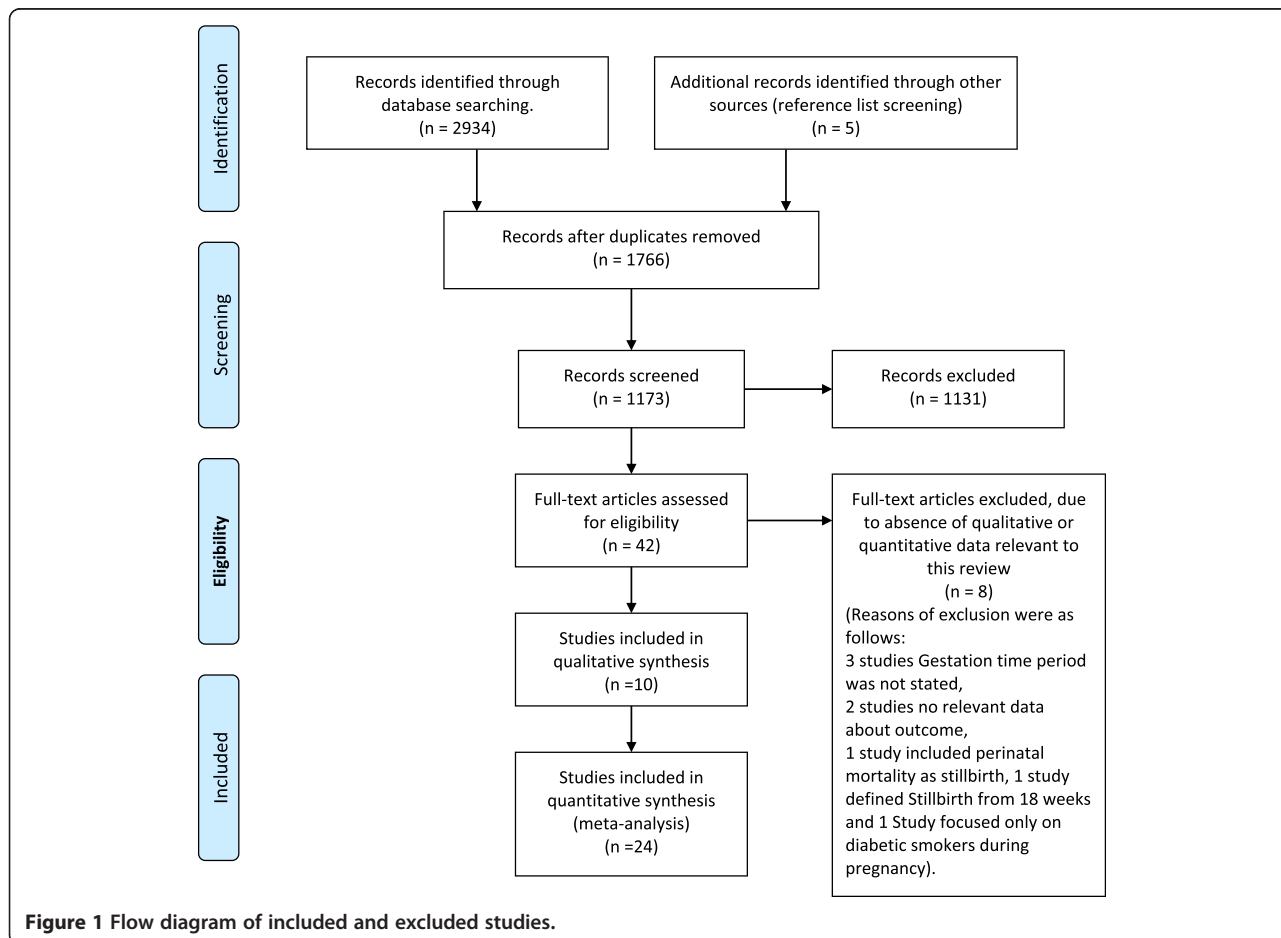 Identification
Records identified through
database searching.
(n = 2934)
Additional records identified through other
sources (reference list screening)
(n = 5)
Records after duplicates removed
(n = 1766)
Screening
Records screened
(n = 1173)
Records excluded
(n = 1131)
Eligibility
Full-text articles assessed
for eligibility
(n = 42)
Full-text articles excluded, due
to absence of qualitative or
quantitative data relevant to
this review
(n = 8)
(Reasons of exclusion were as
follows:
3 studies Gestation time period
was not stated,
2 studies no relevant data
about outcome,
1 study included perinatal
mortality as stillbirth, 1 study
defined Stillbirth from 18 weeks
and 1 Study focused only on
diabetic smokers during
pregnancy).
Studies included in
qualitative synthesis
(n =10)
Included
Studies included in
quantitative synthesis
(meta-analysis)
(n =24)
Figure 1 Flow diagram of included and excluded studies.